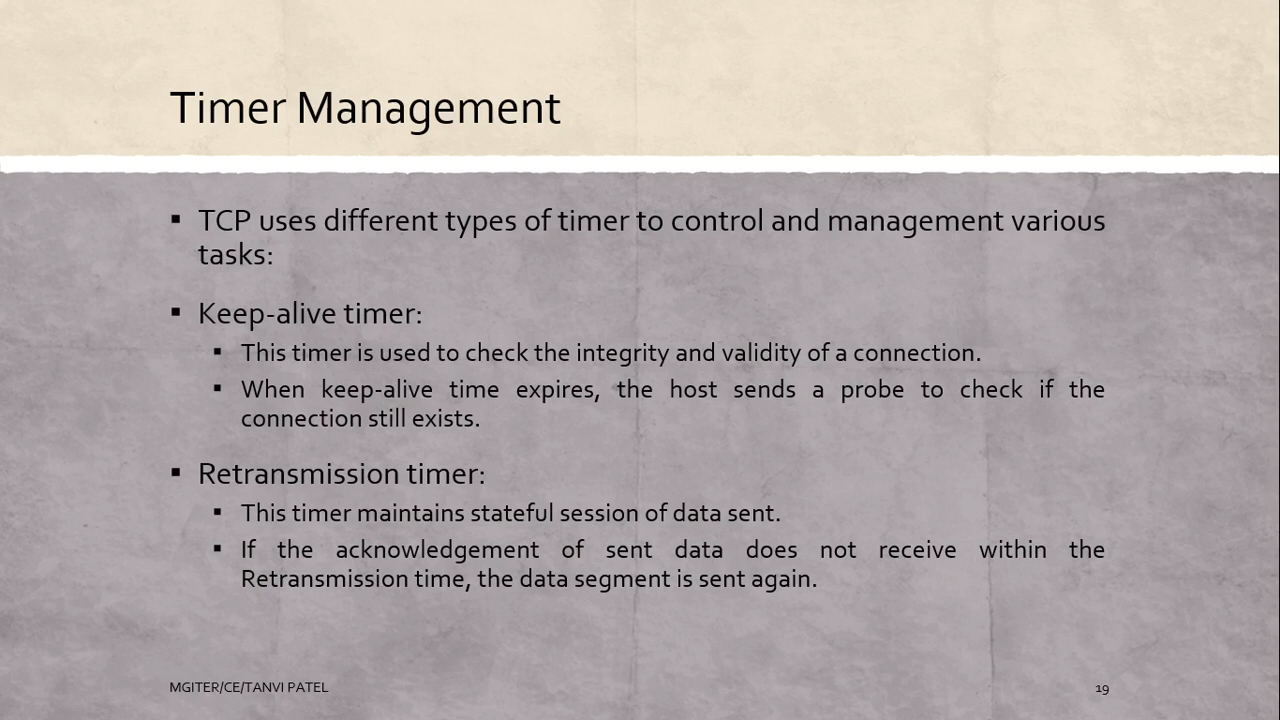 Timer Management
▪ TCP uses different types of timer to control and management various
tasks:
▪ Keep-alive timer:
▪ This timer is used to check the integrity and validity of a connection.
▪ When keep-alive time expires, the host sends a probe to check if the
connection still exists.
▪ Retransmission timer:
▪ This timer maintains stateful session of data sent.
▪ If the acknowledgement of sent data does not receive within the
Retransmission time, the data segment is sent again.
MGITER/CE/TANVI PATEL
19